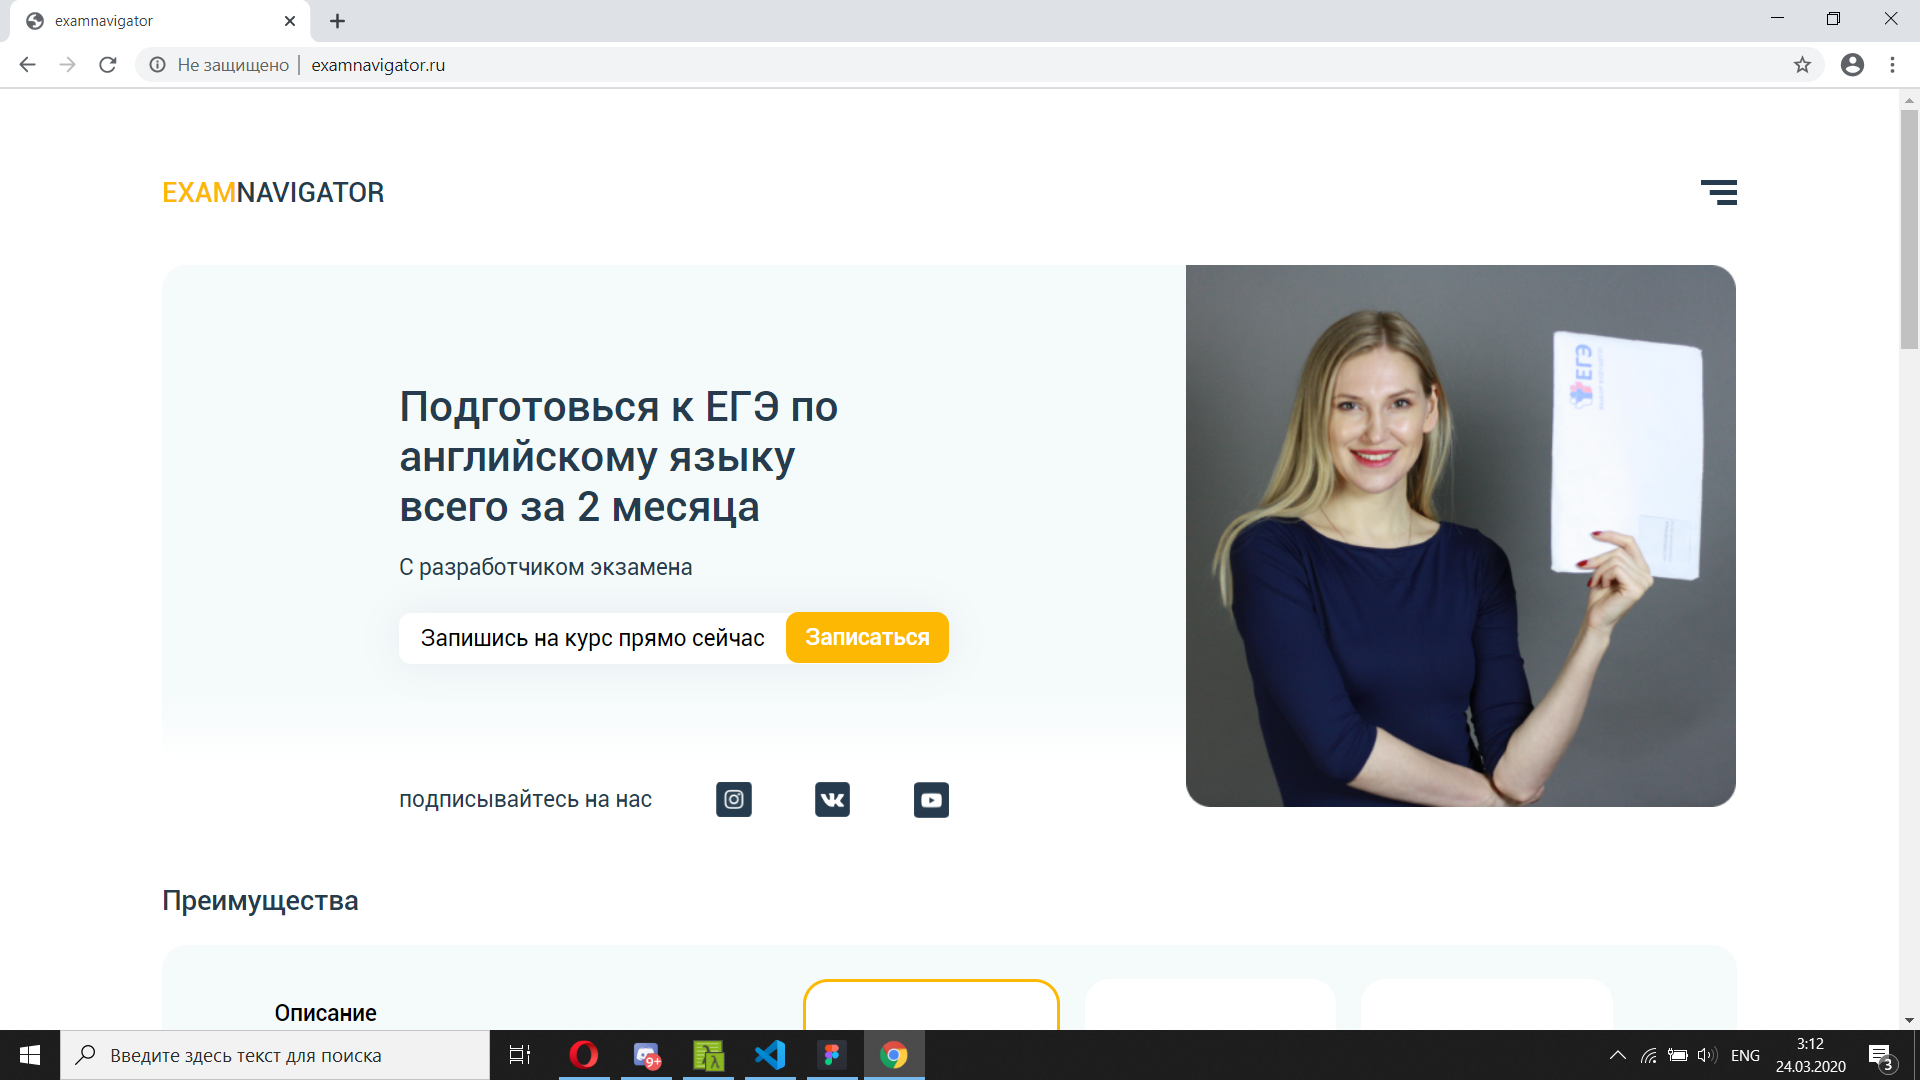 examnavigator
Не защищено
examnavigator.ru
EXAMNAVIGATOR
Подготовься к ЕГЭ по
английскому языку
всего за 2 месяца
С разработчиком экзамена
Запишись на курс прямо сейчас
Записаться
ЕГЭ
подписывайтесь на нас
Преимущества
Описание
Введите здесь текст для поиска
9+
ENG
3:12
24.03.2020
3